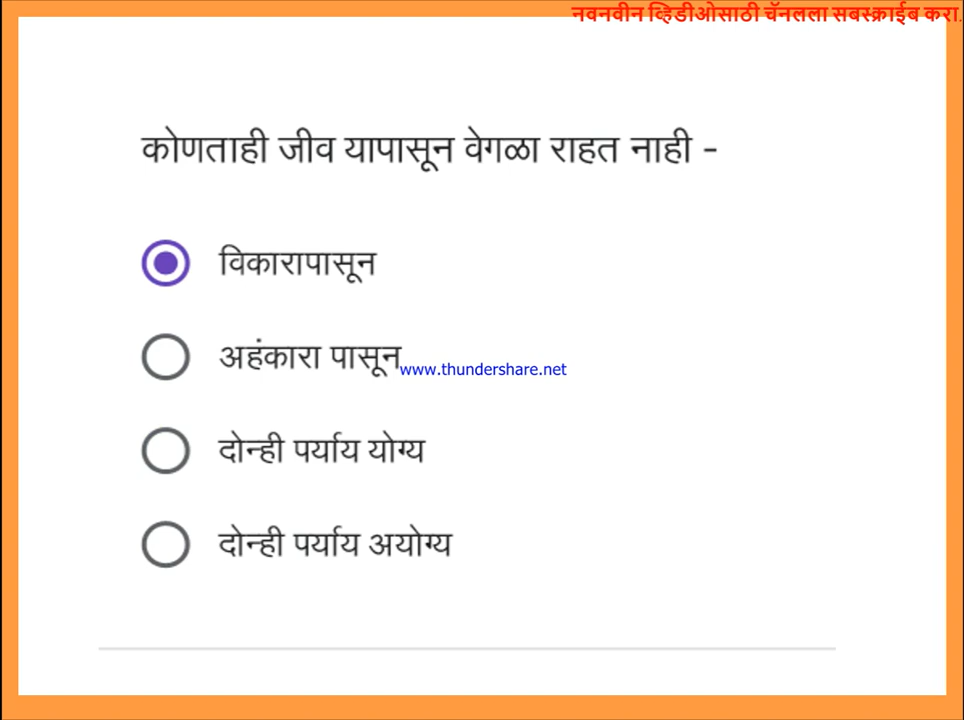 नवनवीन व्हिडीओसाठी चॅनलला सबस्क्राईब करा.
कोणताही जीव यापासून वेगळा राहत नाही -
विकारापासून
अहंकारा पासून
www.thundershare.net
दोन्ही पर्याय योग्य
दोन्ही पर्याय अयोग्य